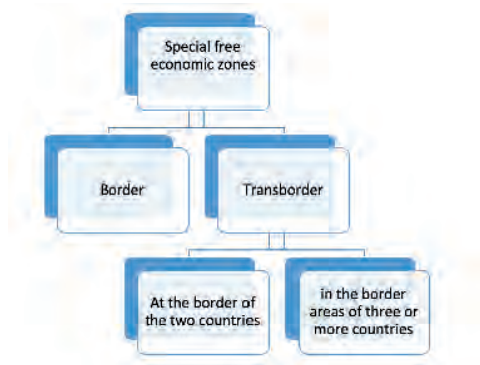 Special free
economic zones
Border
Transborder
At the border of
the two countries
in the border
areas of three or
more countries